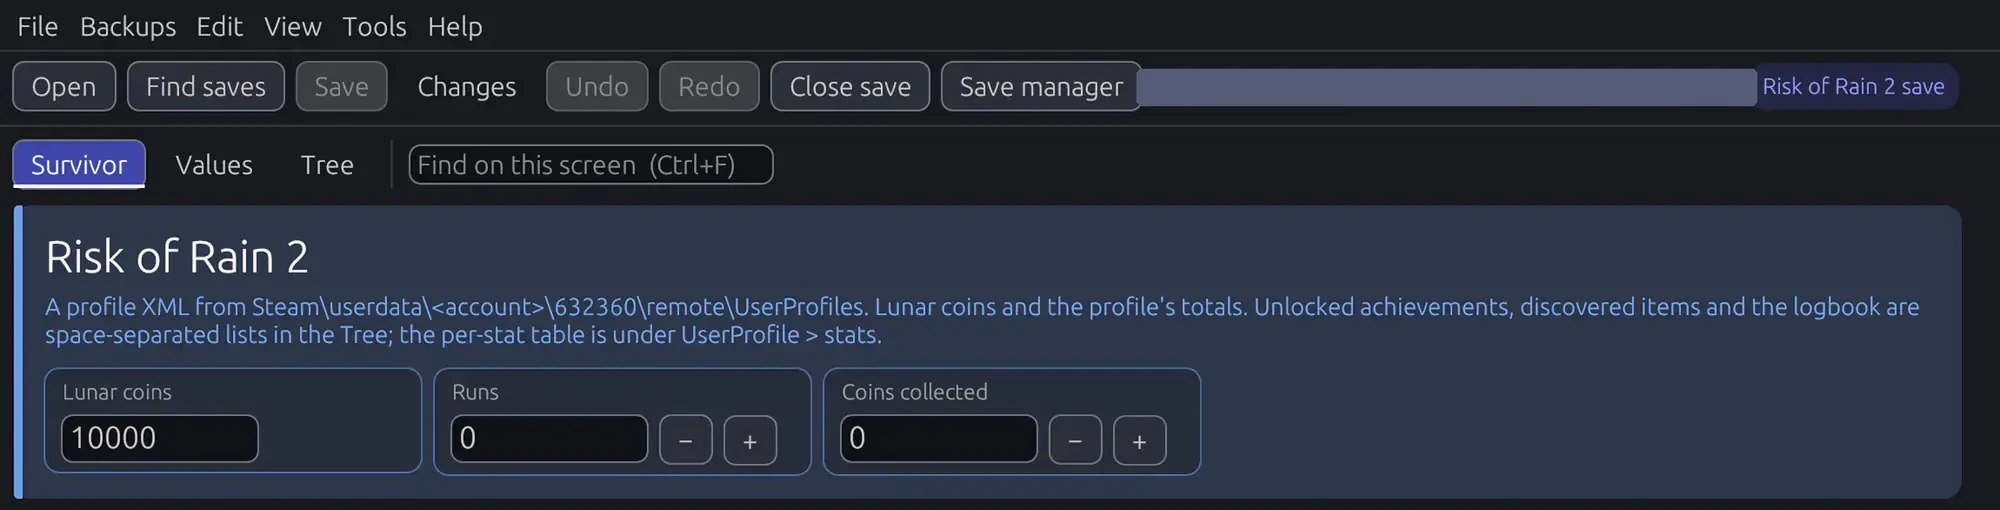 File Backups Edit View Tools Help
Open Find saves Save Changes Undo Redo Close save Save manager Risk of Rain 2 save
Survivor Values Tree Find on this screen (Ctrl+F)
Risk of Rain 2
A profile XML from Steam\userdata\<account>\632360\remote\UserProfiles. Lunar coins and the profile's totals. Unlocked achievements, discovered items and the logbook are
space-separated lists in the Tree; the per-stat table is under UserProfile > stats.
Lunar coins Runs Coins collected
10000 0 − + 0 − +